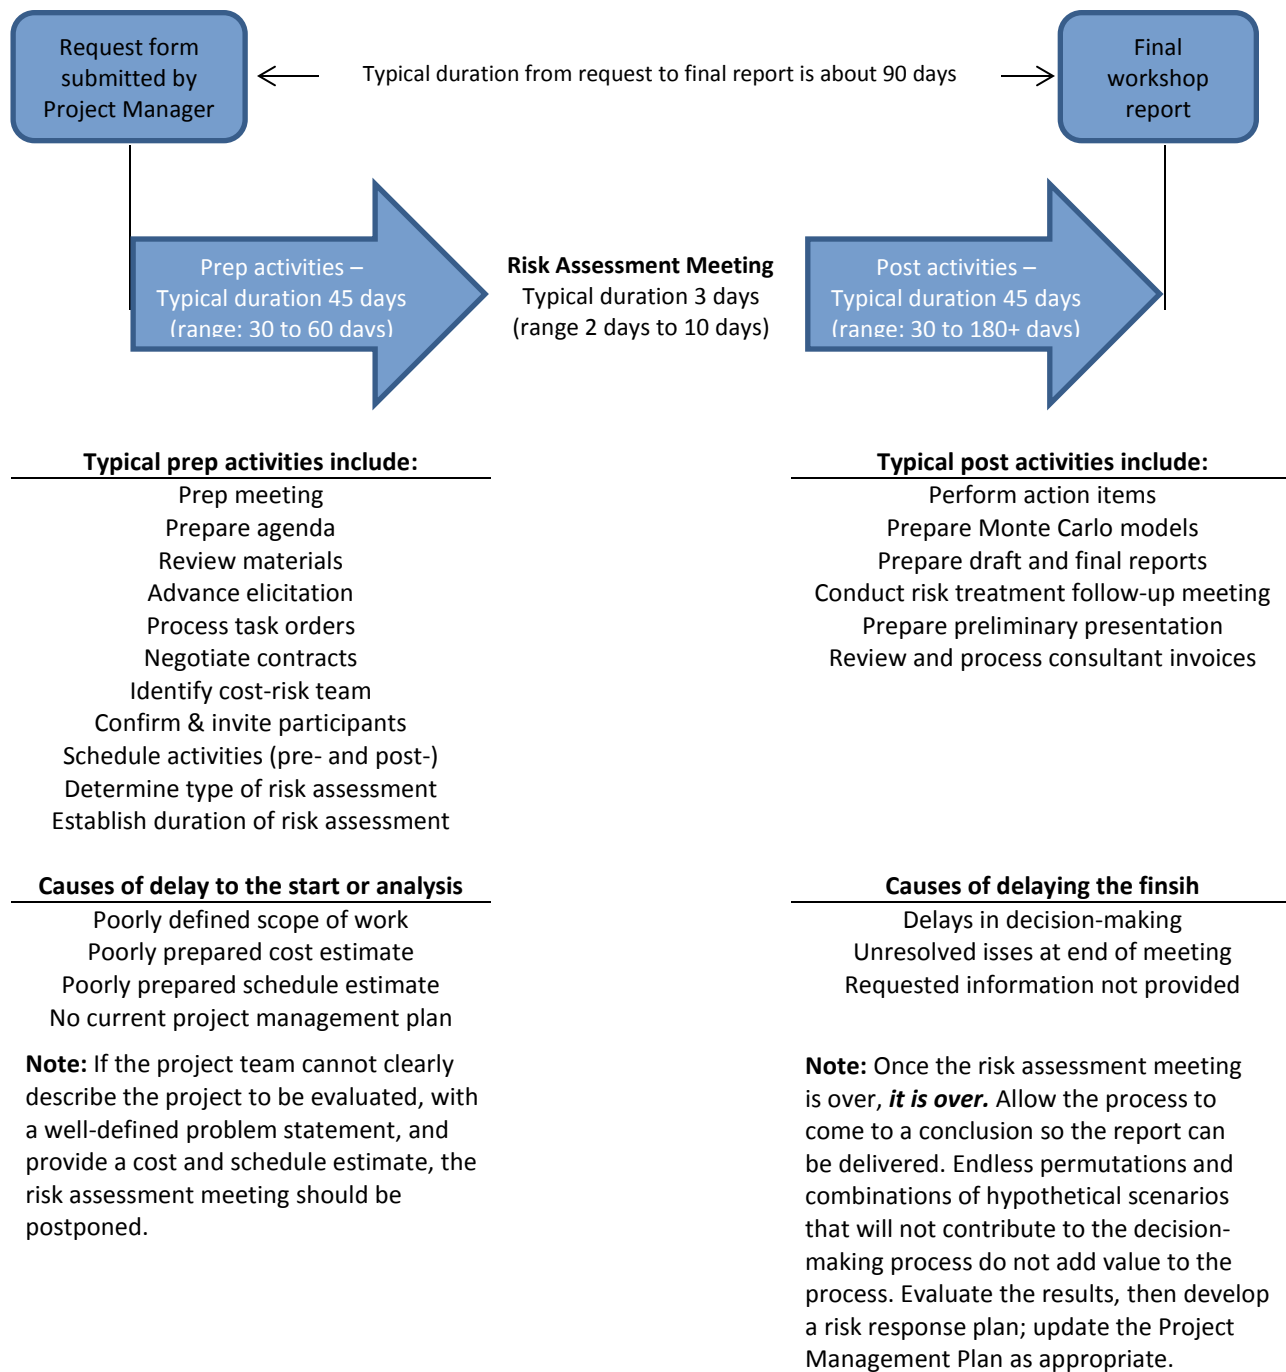 Request form
submitted by
Project Manager
Typical duration from request to final report is about 90 days
Final
workshop
report
Prep activities –
Typical duration 45 days
(range: 30 to 60 days)
Risk Assessment Meeting
Typical duration 3 days
(range 2 days to 10 days)
Post activities –
Typical duration 45 days
(range: 30 to 180+ days)
Typical prep activities include:
Prep meeting
Prepare agenda
Review materials
Advance elicitation
Process task orders
Negotiate contracts
Identify cost-risk team
Confirm & invite participants
Schedule activities (pre- and post-)
Determine type of risk assessment
Establish duration of risk assessment
Typical post activities include:
Perform action items
Prepare Monte Carlo models
Prepare draft and final reports
Conduct risk treatment follow-up meeting
Prepare preliminary presentation
Review and process consultant invoices
Causes of delay to the start or analysis
Poorly defined scope of work
Poorly prepared cost estimate
Poorly prepared schedule estimate
No current project management plan
Note: If the project team cannot clearly
describe the project to be evaluated, with
a well-defined problem statement, and
provide a cost and schedule estimate, the
risk assessment meeting should be
postponed.
Causes of delaying the finsih
Delays in decision-making
Unresolved isses at end of meeting
Requested information not provided
Note: Once the risk assessment meeting
is over, it is over. Allow the process to
come to a conclusion so the report can
be delivered. Endless permutations and
combinations of hypothetical scenarios
that will not contribute to the decision-
making process do not add value to the
process. Evaluate the results, then develop
a risk response plan; update the Project
Management Plan as appropriate.